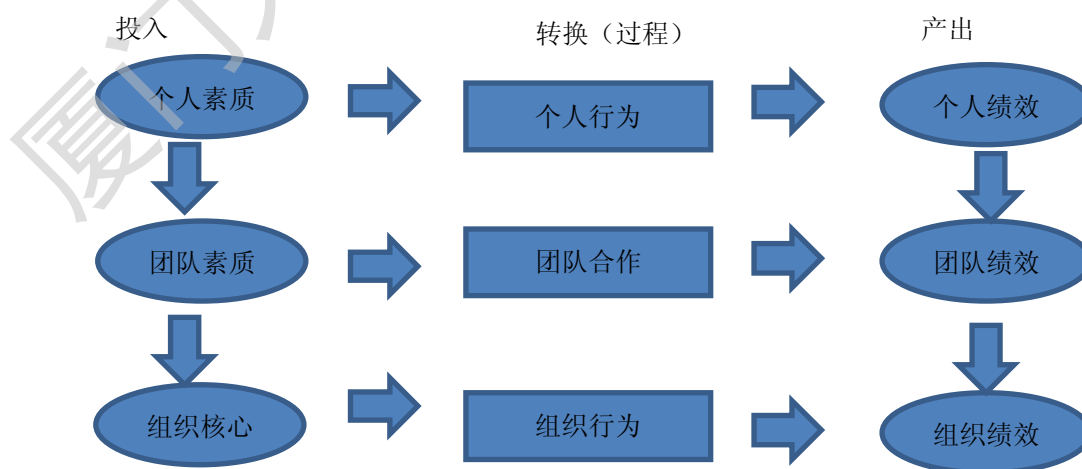 投入 转换（过程） 产出
个人素质 个人行为 个人绩效
团队素质 团队合作 团队绩效
组织核心 组织行为 组织绩效
厦门